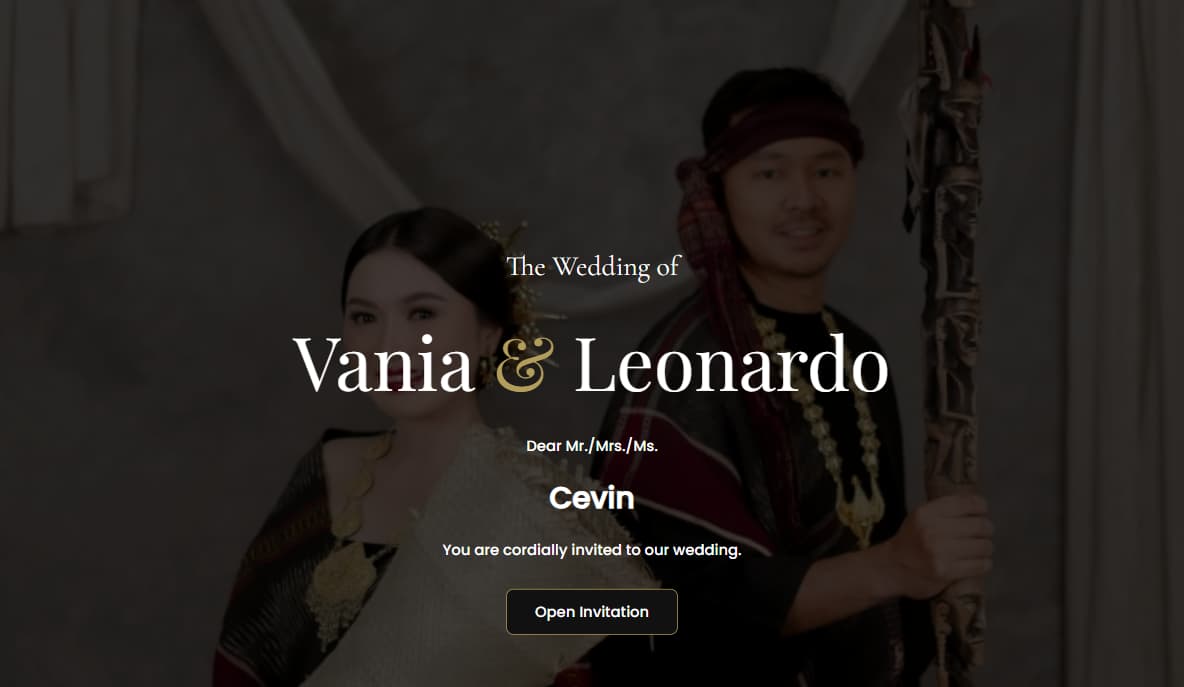 The Wedding of
Vania & Leonardo
Dear Mr./Mrs./Ms.
Cevin
You are cordially invited to our wedding.
Open Invitation